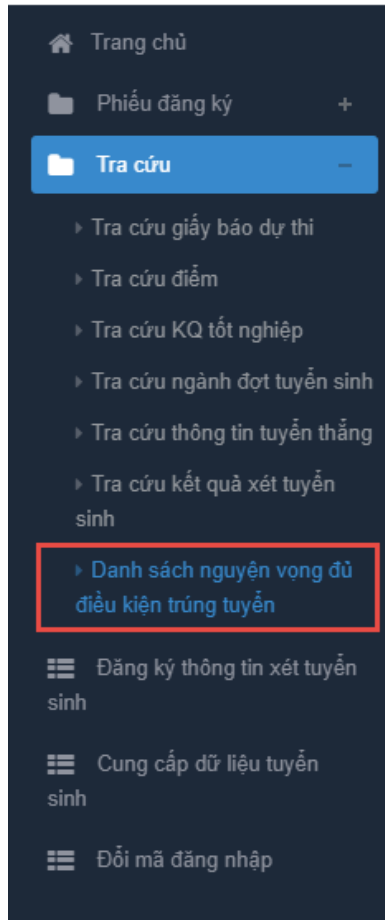 Trang chủ
Phiếu đăng ký +
Tra cứu −
Tra cứu giấy báo dự thi
Tra cứu điểm
Tra cứu KQ tốt nghiệp
Tra cứu ngành đợt tuyển sinh
Tra cứu thông tin tuyển thẳng
Tra cứu kết quả xét tuyển
sinh
Danh sách nguyện vọng đủ
điều kiện trúng tuyển
Đăng ký thông tin xét tuyển
sinh
Cung cấp dữ liệu tuyển
sinh
Đổi mã đăng nhập